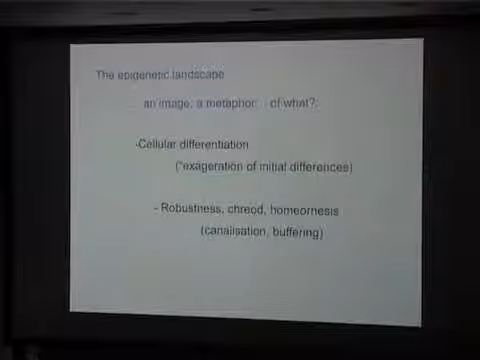 The epigenetic landscape
an image, a metaphor: of what?:
-Cellular differentiation
("exageration of initial differences)
- Robustness, chreod, homeornesis
(canalisation, buffering)